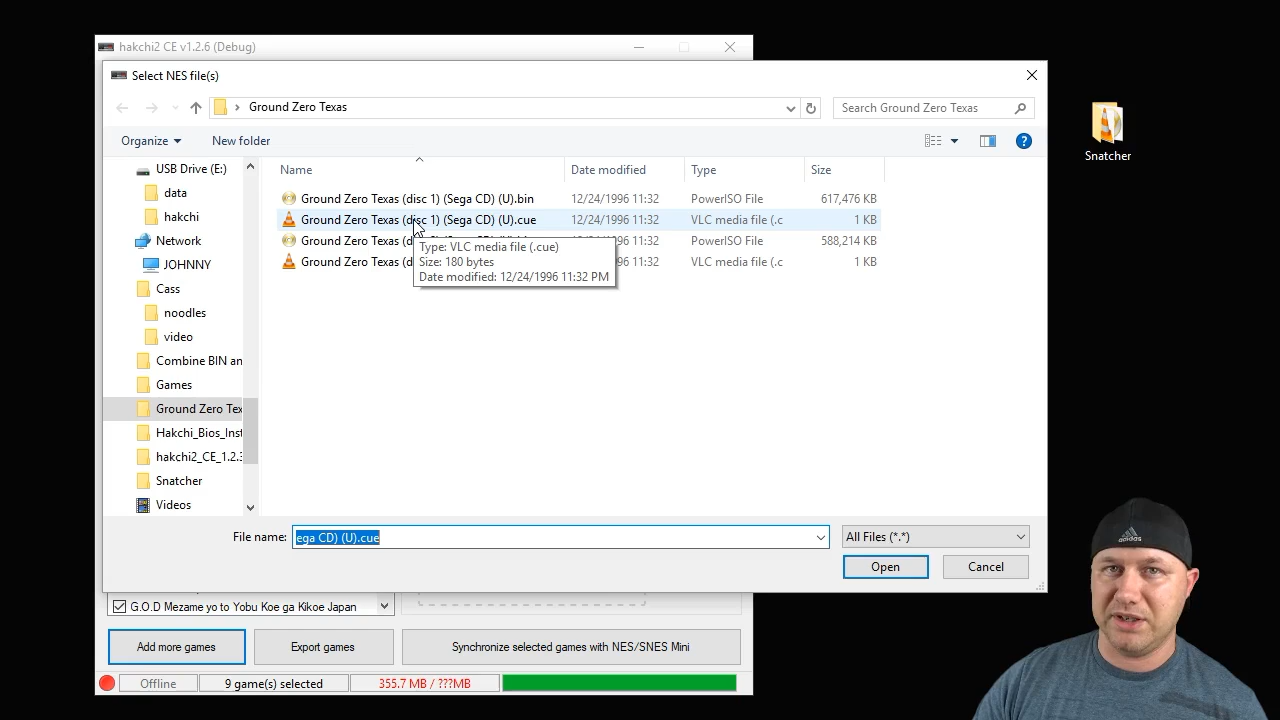 hakchi2 CE v1.2.6 (Debug)
Select NES file(s)
Ground Zero Texas
Search Ground Zero Texas
Organize
New folder
USB Drive (E:)
data
hakchi
Network
JOHNNY
Cass
noodles
video
Combine BIN an
Games
Ground Zero Tex
Hakchi_Bios_Inst
hakchi2_CE_1.2.3
Snatcher
Videos
Name Date modified Type Size
Ground Zero Texas (disc 1) (Sega CD) (U).bin 12/24/1996 11:32 PowerISO File 617,476 KB
Ground Zero Texas (disc 1) (Sega CD) (U).cue 12/24/1996 11:32 VLC media file (.c 1 KB
Ground Zero Texas (d 11:32 PowerISO File 588,214 KB
Ground Zero Texas (d 11:32 VLC media file (.c 1 KB
Type: VLC media file (.cue)
Size: 180 bytes
Date modified: 12/24/1996 11:32 PM
File name: ega CD) (U).cue
All Files (*.*)
Open
Cancel
G.O.D Mezame yo to Yobu Koe ga Kikoe Japan
Add more games
Export games
Synchronize selected games with NES/SNES Mini
Offline
9 game(s) selected
355.7 MB / ???MB
Snatcher
adidas